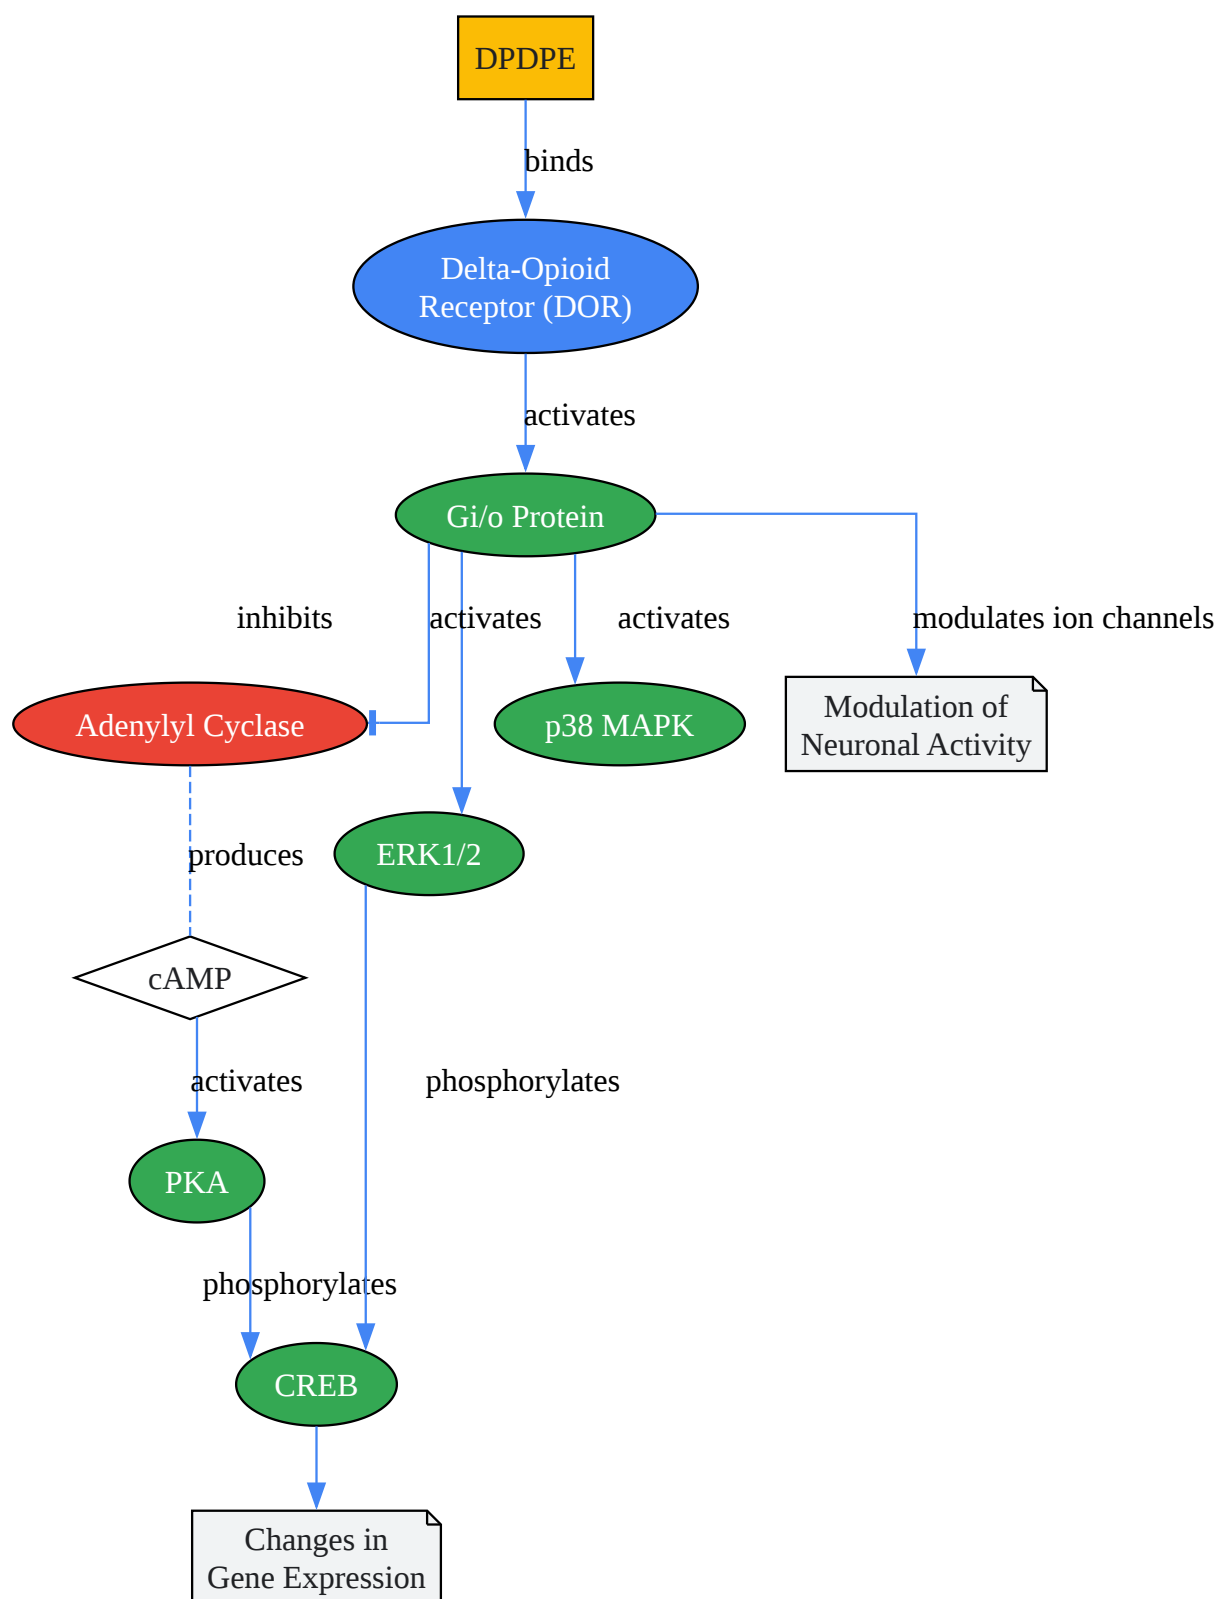 DPDPE
binds
Delta-Opioid
Receptor (DOR)
activates
Gi/o Protein
inhibits
activates
activates
modulates ion channels
Adenylyl Cyclase
p38 MAPK
Modulation of
Neuronal Activity
produces
ERK1/2
cAMP
activates
phosphorylates
PKA
phosphorylates
CREB
Changes in
Gene Expression